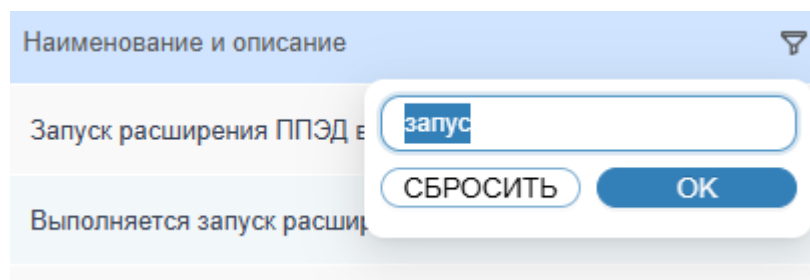 Наименование и описание
Запуск расширения ППЭД в
запус
СБРОСИТЬ OK
Выполняется запуск расшир